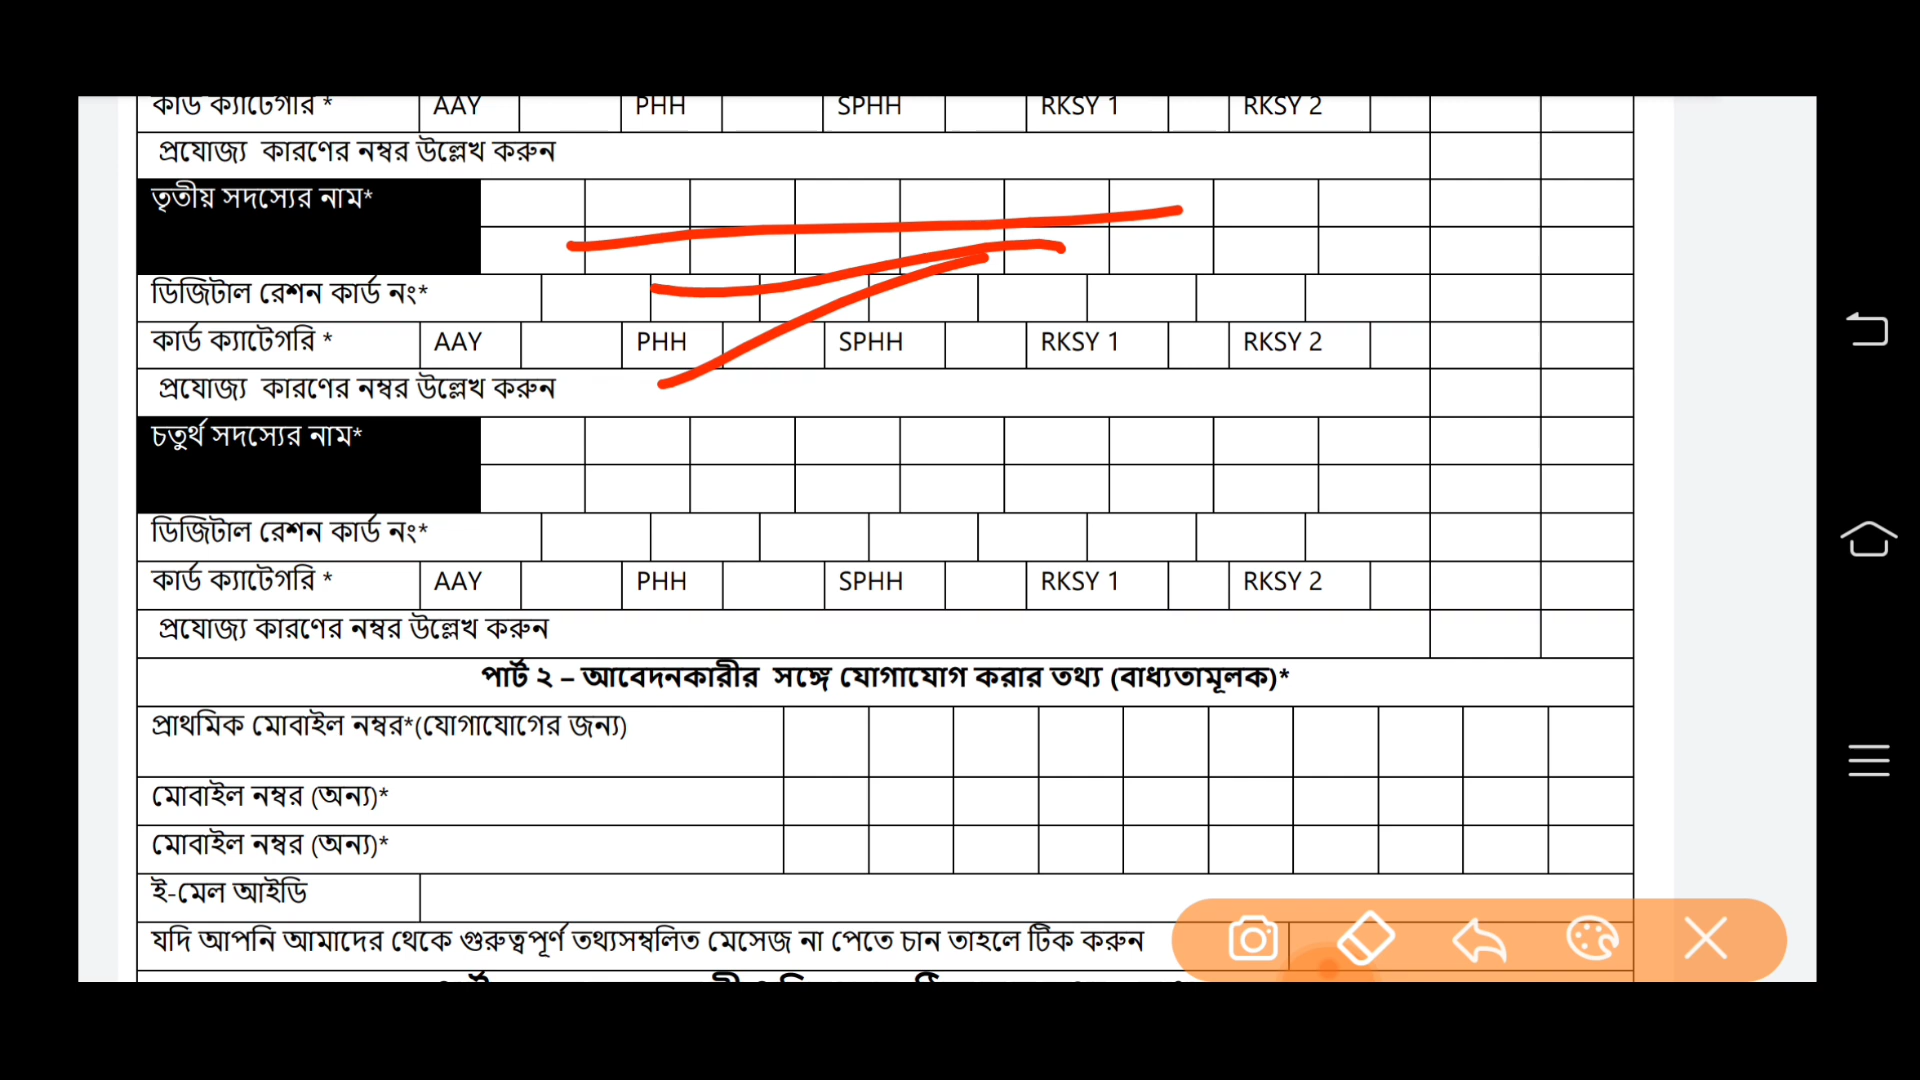 কার্ড ক্যাটেগরি * AAY PHH SPHH RKSY 1 RKSY 2
প্রযোজ্য কারণের নম্বর উল্লেখ করুন
তৃতীয় সদস্যের নাম*
ডিজিটাল রেশন কার্ড নং*
কার্ড ক্যাটেগরি * AAY PHH SPHH RKSY 1 RKSY 2
প্রযোজ্য কারণের নম্বর উল্লেখ করুন
চতুর্থ সদস্যের নাম*
ডিজিটাল রেশন কার্ড নং*
কার্ড ক্যাটেগরি * AAY PHH SPHH RKSY 1 RKSY 2
প্রযোজ্য কারণের নম্বর উল্লেখ করুন
পার্ট ২ – আবেদনকারীর সঙ্গে যোগাযোগ করার তথ্য (বাধ্যতামূলক)*
প্রাথমিক মোবাইল নম্বর*(যোগাযোগের জন্য)
মোবাইল নম্বর (অন্য)*
মোবাইল নম্বর (অন্য)*
ই-মেল আইডি
যদি আপনি আমাদের থেকে গুরুত্বপূর্ণ তথ্যসম্বলিত মেসেজ না পেতে চান তাহলে টিক করুন